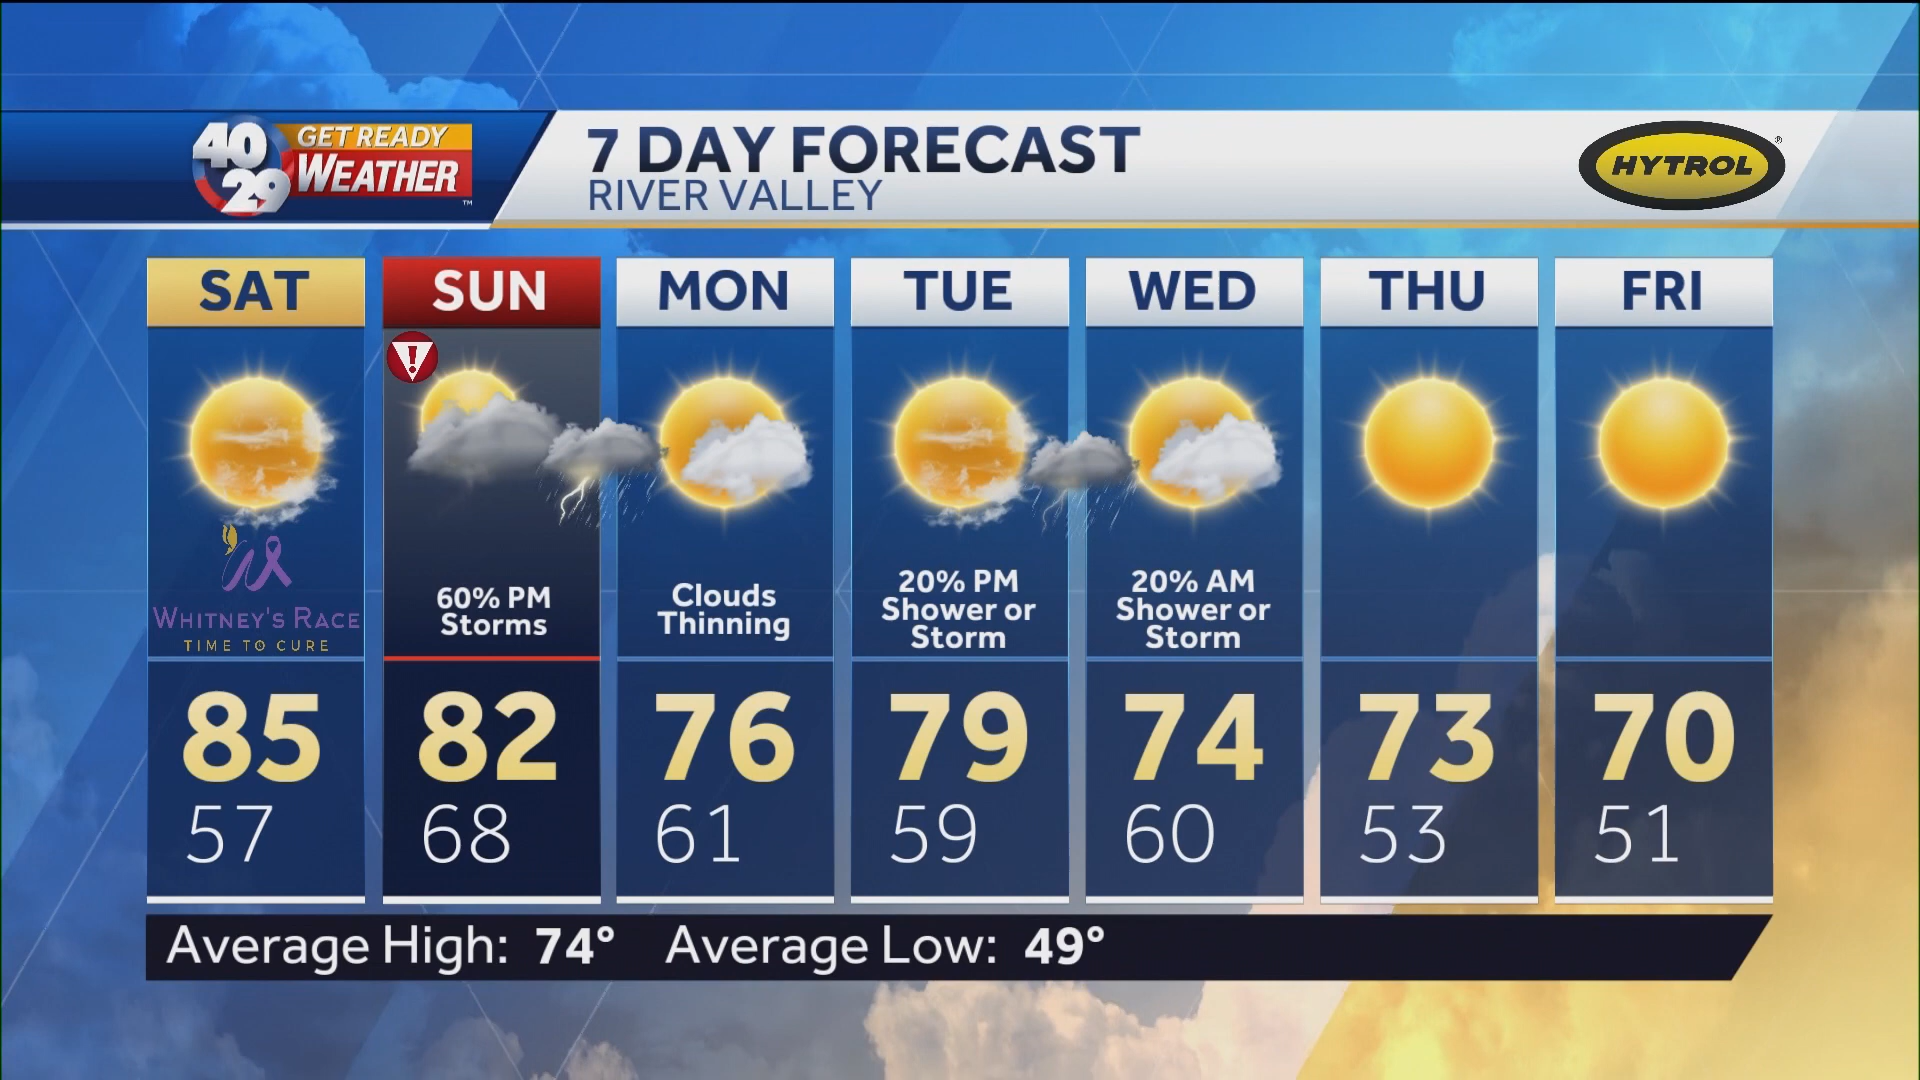 40
29
GET READY
WEATHER
™
7 DAY FORECAST
RIVER VALLEY
HYTROL
®
SAT
SUN
MON
TUE
WED
THU
FRI
!
WHITNEY'S RACE
TIME TO CURE
60% PM
Storms
Clouds
Thinning
20% PM
Shower or
Storm
20% AM
Shower or
Storm
85
57
82
68
76
61
79
59
74
60
73
53
70
51
Average High: 74° Average Low: 49°